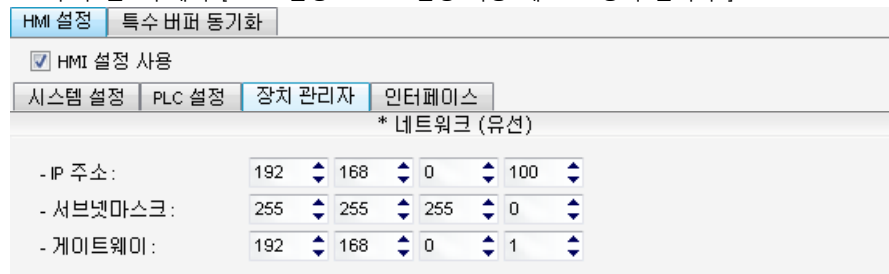 HMI 설정 특수 버퍼 동기화
HMI 설정 사용
시스템 설정 PLC 설정 장치 관리자 인터페이스
* 네트워크 (유선)
- IP 주소 : 192 168 0 100
- 서브넷마스크 : 255 255 255 0
- 게이트웨이 : 192 168 0 1